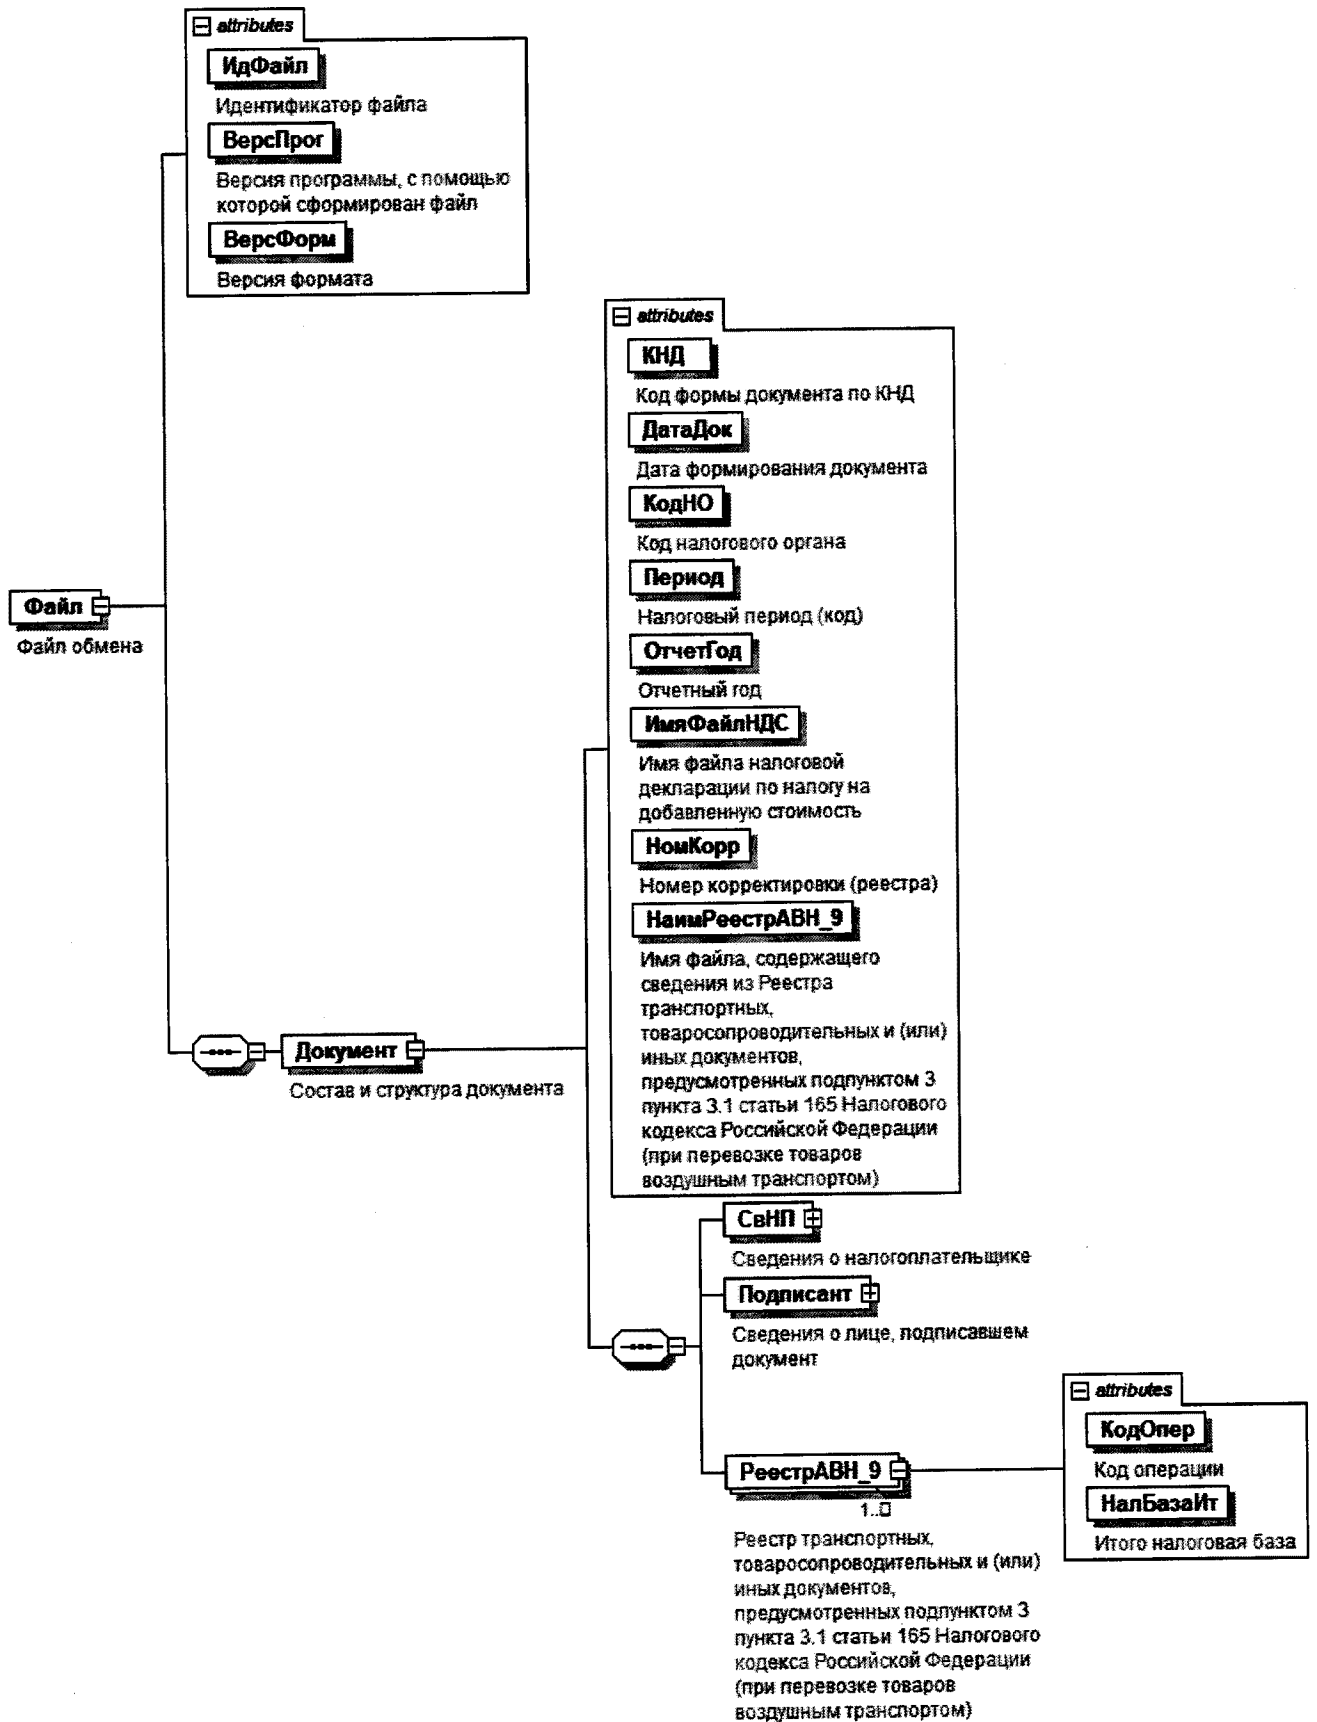 attributes
ИдФайл
Идентификатор файла
ВерсПрог
Версия программы, с помощью
которой сформирован файл
ВерсФорм
Версия формата
attributes
КНД
Код формы документа по КНД
ДатаДок
Дата формирования документа
КодНО
Код налогового органа
Период
Налоговый период (код)
ОтчетГод
Отчетный год
ИмяФайлНДС
Имя файла налоговой
декларации по налогу на
добавленную стоимость
НомКорр
Номер корректировки (реестра)
НаимРеестрАВН_9
Имя файла, содержащего
сведения из Реестра
транспортных,
товаросопроводительных и (или)
иных документов,
предусмотренных подпунктом 3
пункта 3.1 статьи 165 Налогового
кодекса Российской Федерации
(при перевозке товаров
воздушным транспортом)
Файл
Файл обмена
Документ
Состав и структура документа
СвНП
Сведения о налогоплательщике
Подписант
Сведения о лице, подписавшем
документ
РеестрАВН_9
1..
Реестр транспортных,
товаросопроводительных и (или)
иных документов,
предусмотренных подпунктом 3
пункта 3.1 статьи 165 Налогового
кодекса Российской Федерации
(при перевозке товаров
воздушным транспортом)
attributes
КодОпер
Код операции
НалБазаИт
Итого налоговая база